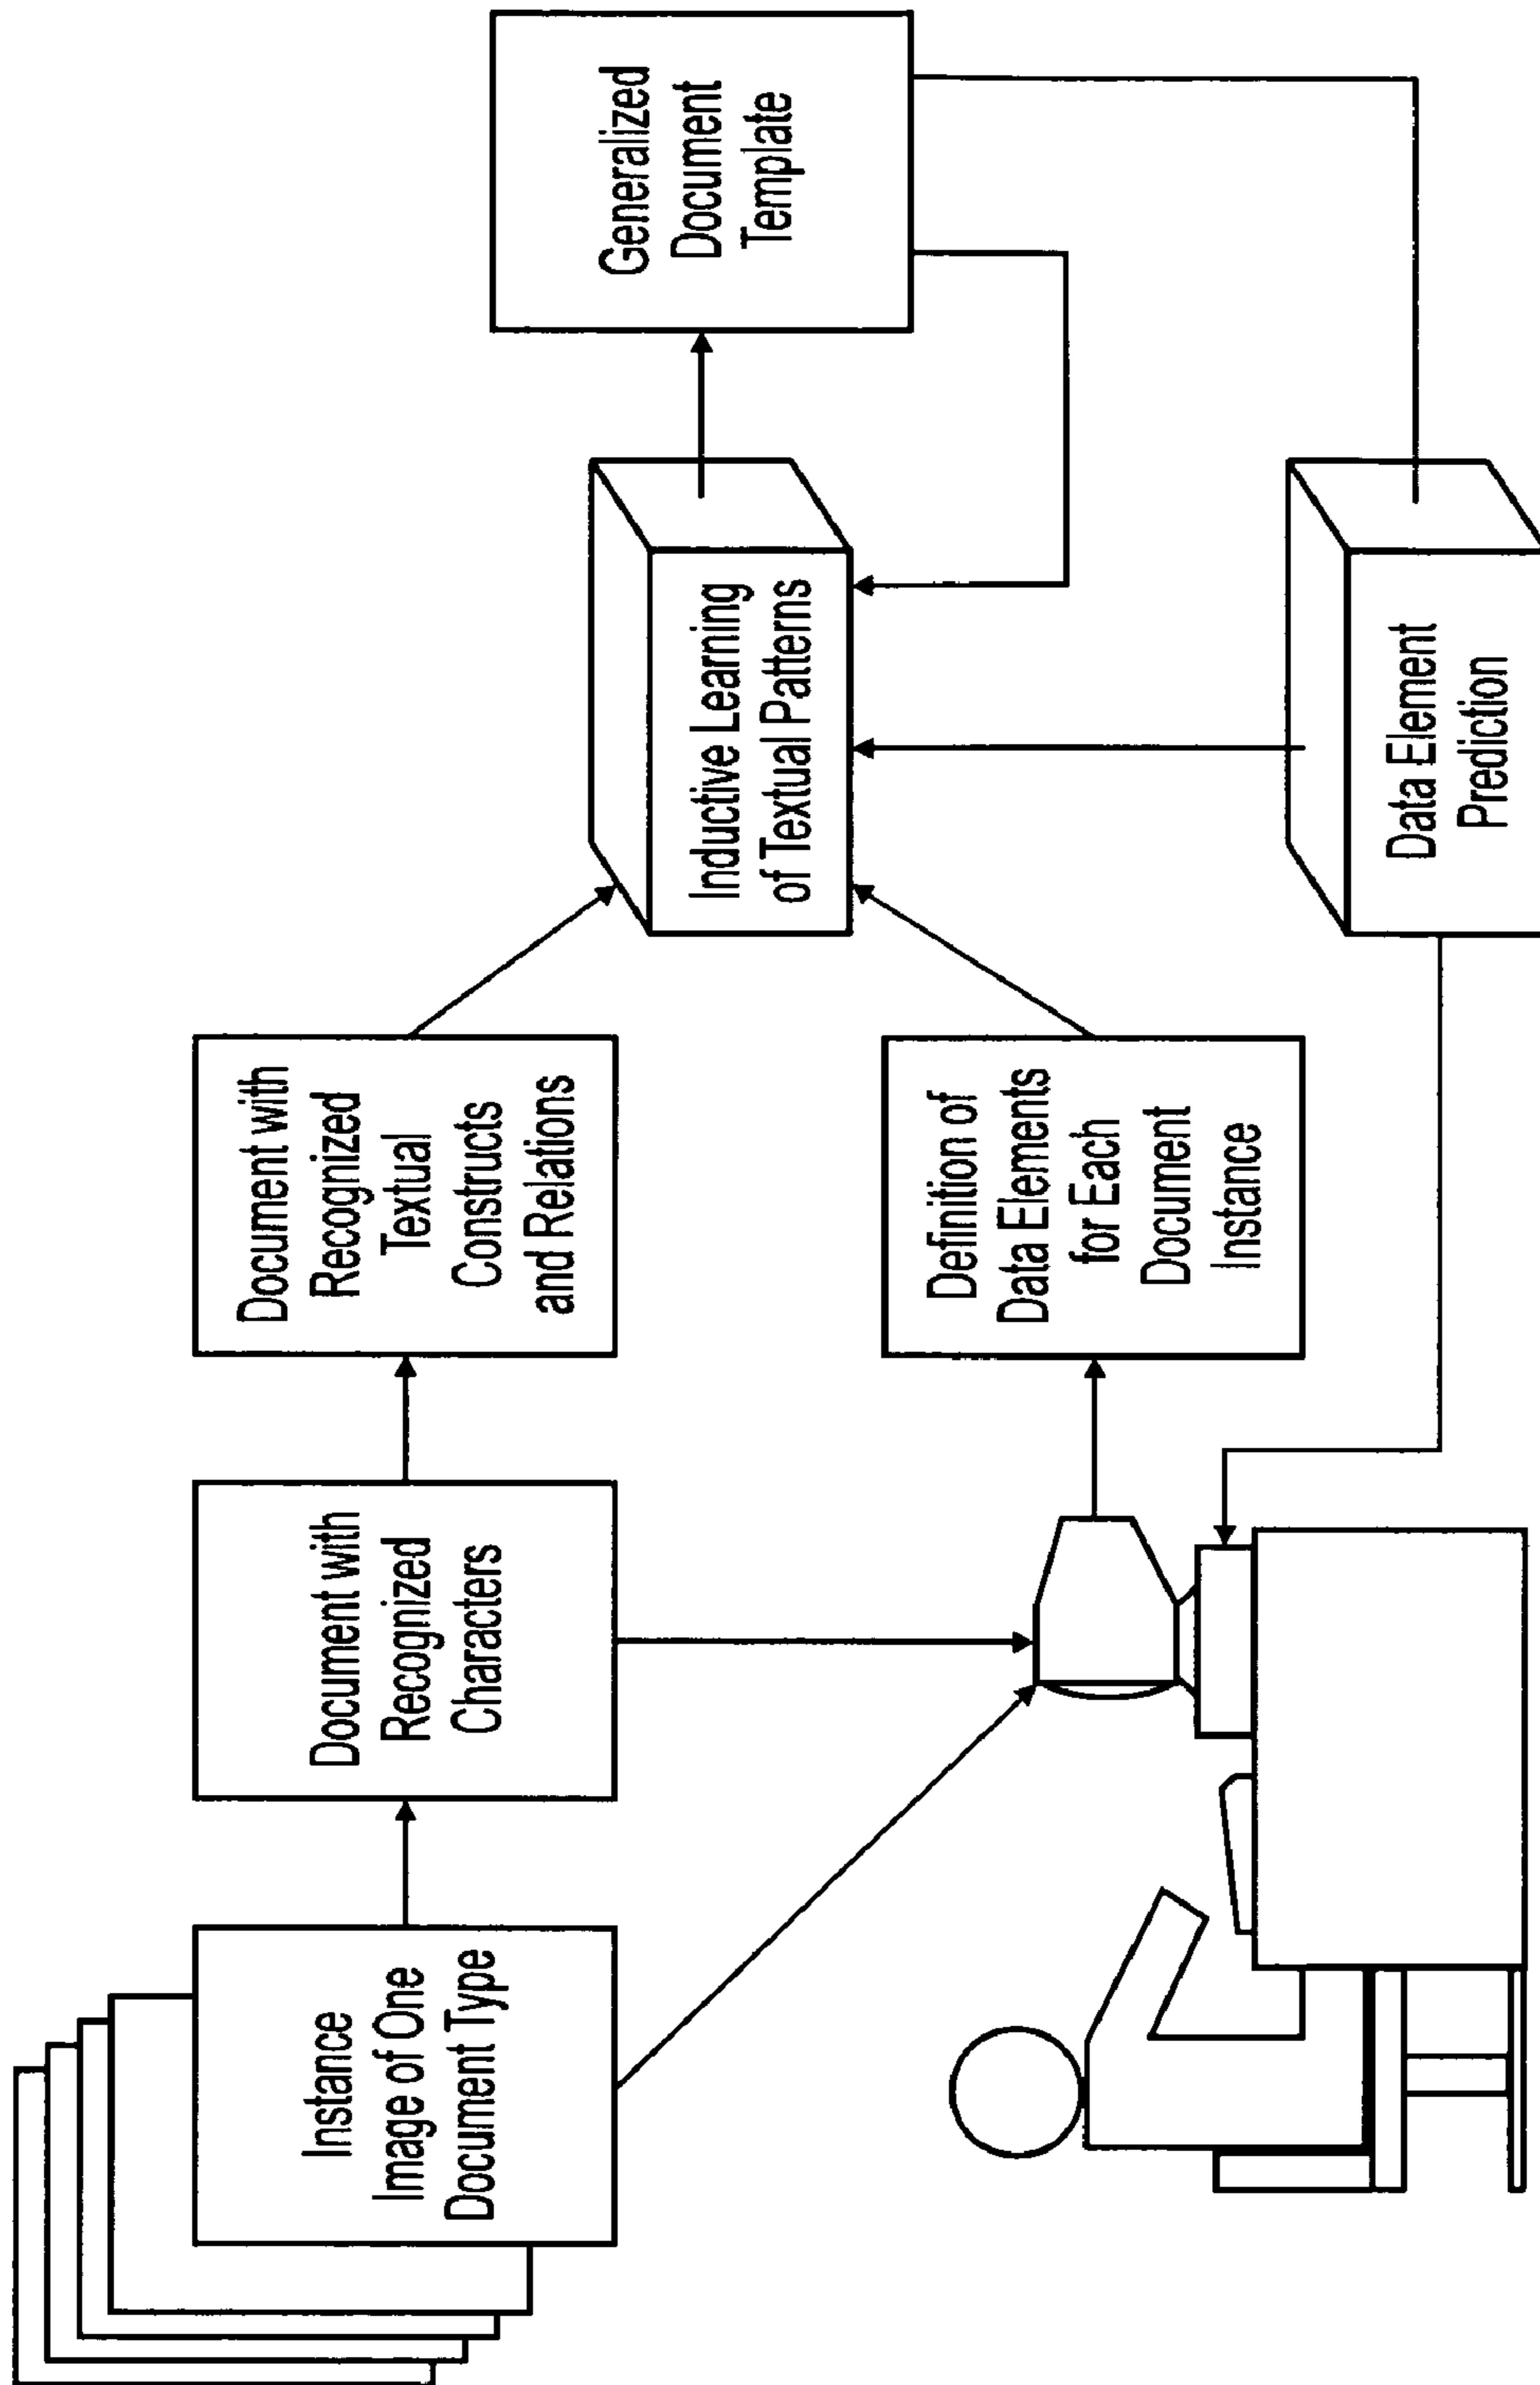 Instance
Image of One
Document Type
Document with
Recognized
Characters
Document with
Recognized
Textual
Constructs
and Relations
Definition of
Data Elements
for Each
Document
Instance
Inductive Learning
of Textual Patterns
Generalized
Document
Template
Data Element
Prediction